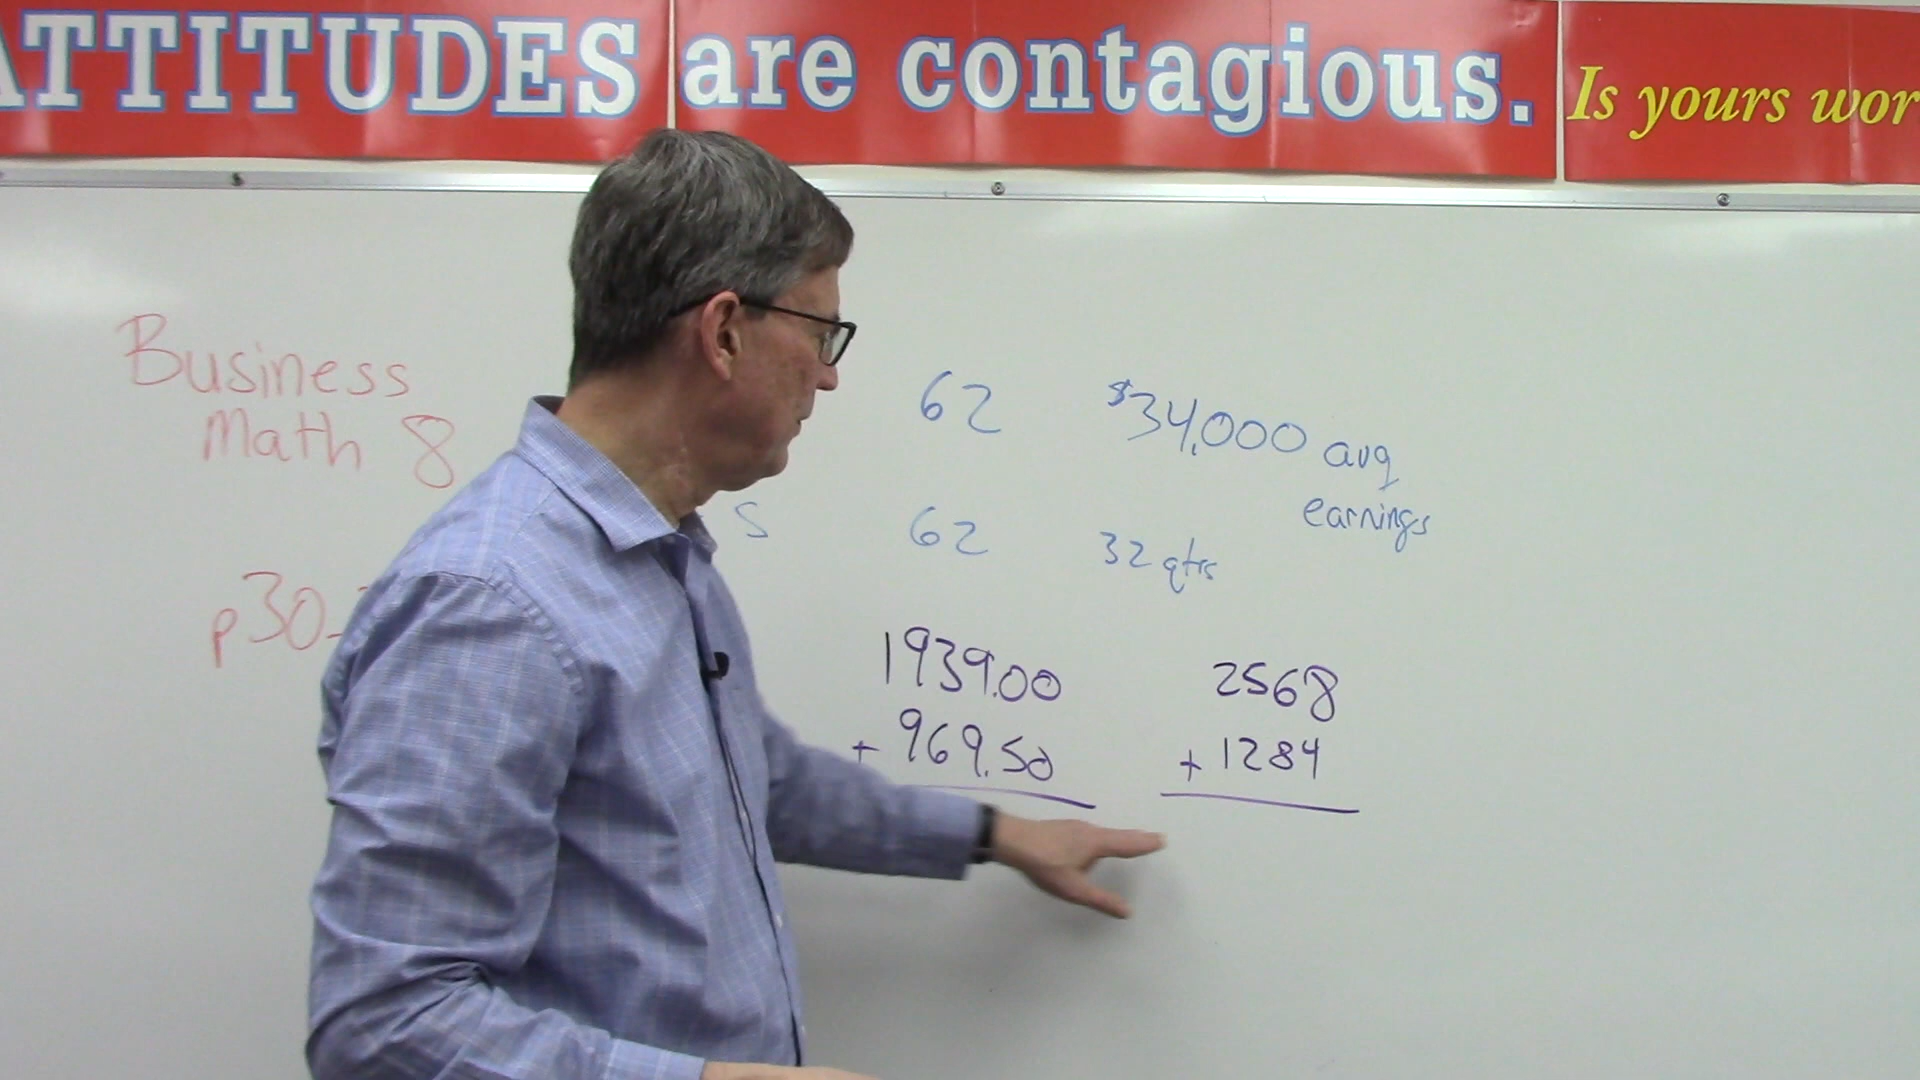 ATTITUDES are contagious.
Is yours
Business
Math 8
p30-
62 $34,000 avg
earnings
S 62 32 qtrs
1939.00
+ 969.50
2568
+ 1284